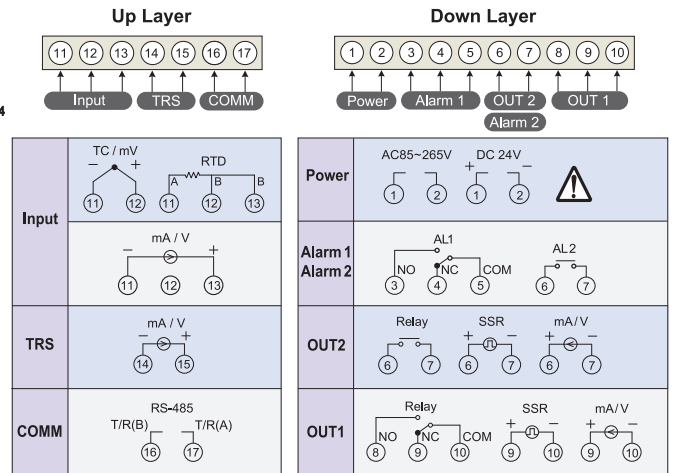 Up Layer
11 12 13 14 15 16 17
Input TRS COMM
4
Input
TC / mV
− +
11 12
RTD
A B B
11 12 13
mA / V
− +
11 12 13
TRS
mA / V
− +
14 15
COMM
RS-485
T/R(B) T/R(A)
16 17
Down Layer
1 2 3 4 5 6 7 8 9 10
Power Alarm 1 OUT 2 OUT 1
Alarm 2
Power
AC85~265V DC 24V
+ −
1 2 1 2
Alarm 1
Alarm 2
AL1 AL2
NO NC COM
3 4 5 6 7
OUT2
Relay SSR mA/V
+ − + −
6 7 6 7 6 7
OUT1
Relay SSR mA/V
NO NC COM + − + −
8 9 10 9 10 9 10